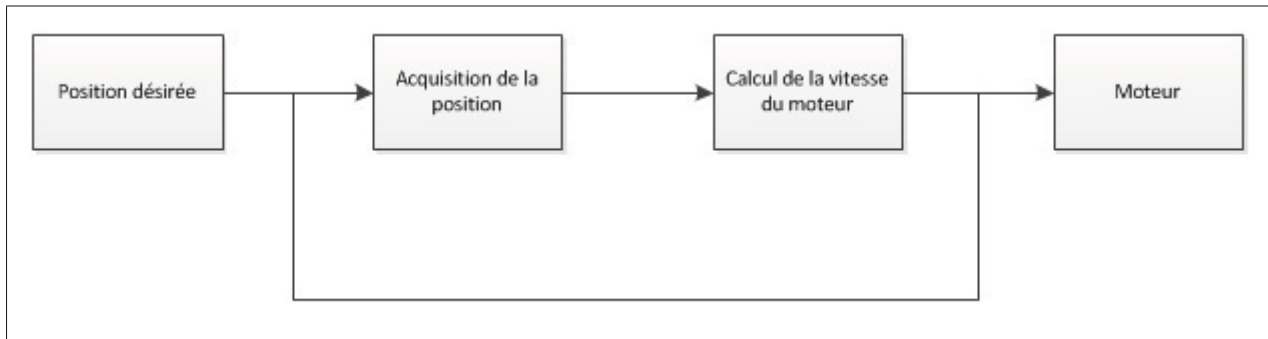 Position désirée
Acquisition de la
position
Calcul de la vitesse
du moteur
Moteur